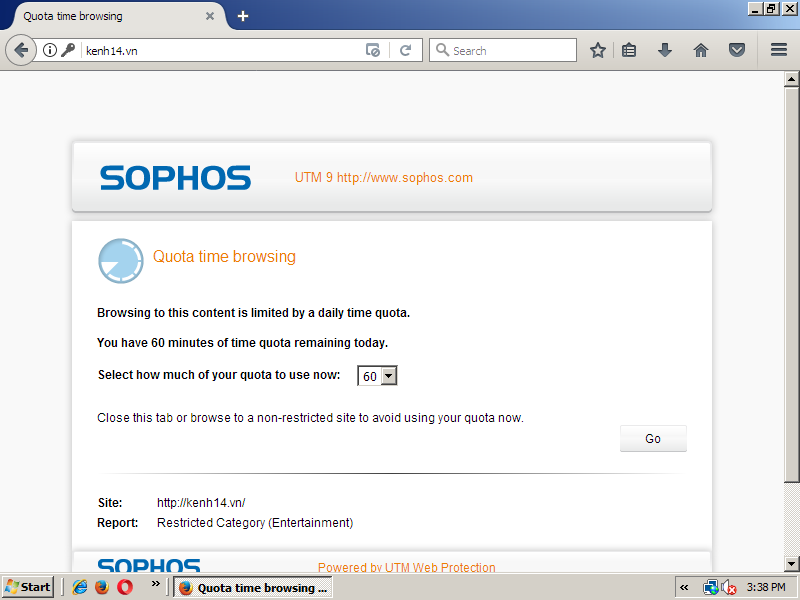 Quota time browsing
kenh14.vn
Search
SOPHOS
UTM 9 http://www.sophos.com
Quota time browsing
Browsing to this content is limited by a daily time quota.
You have 60 minutes of time quota remaining today.
Select how much of your quota to use now: 60
Close this tab or browse to a non-restricted site to avoid using your quota now.
Go
Site: http://kenh14.vn/
Report: Restricted Category (Entertainment)
SOPHOS
Powered by UTM Web Protection
Start
Quota time browsing ...
3:38 PM